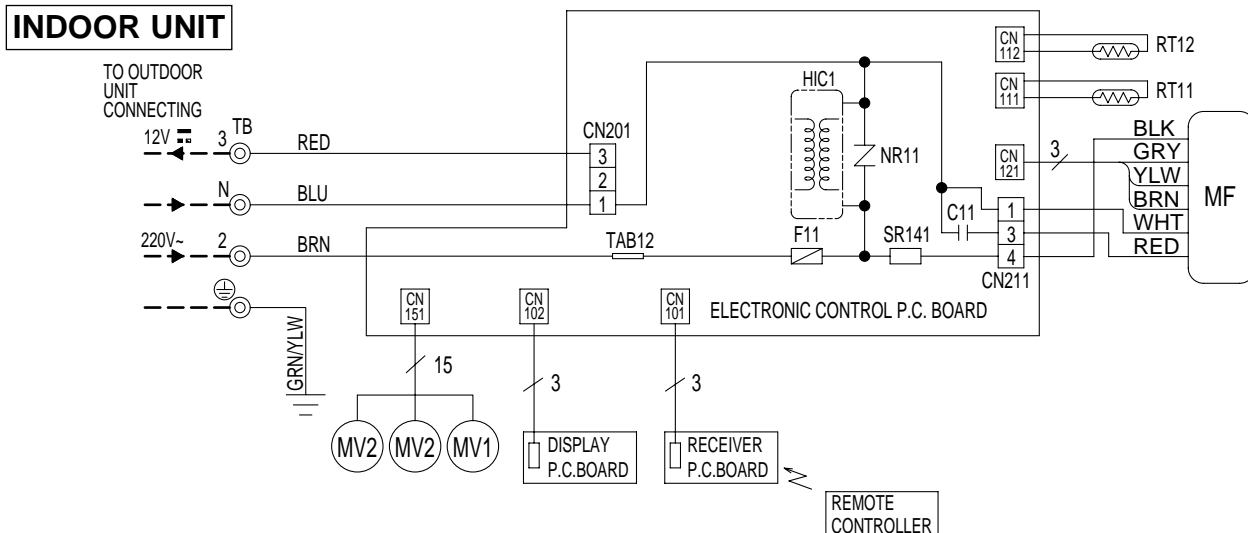 INDOOR UNIT
TO OUTDOOR
UNIT
CONNECTING
12V
3
TB
RED
N
BLU
220V~
2
BRN
GRN/YLW
CN201
3
2
1
TAB12
HIC1
NR11
F11
SR141
C11
1
3
4
CN211
CN
112
RT12
CN
111
RT11
CN
121
3
BLK
GRY
YLW
BRN
WHT
RED
MF
ELECTRONIC CONTROL P.C. BOARD
CN
151
15
MV2
MV2
MV1
CN
102
3
DISPLAY
P.C.BOARD
CN
101
3
RECEIVER
P.C.BOARD
REMOTE
CONTROLLER